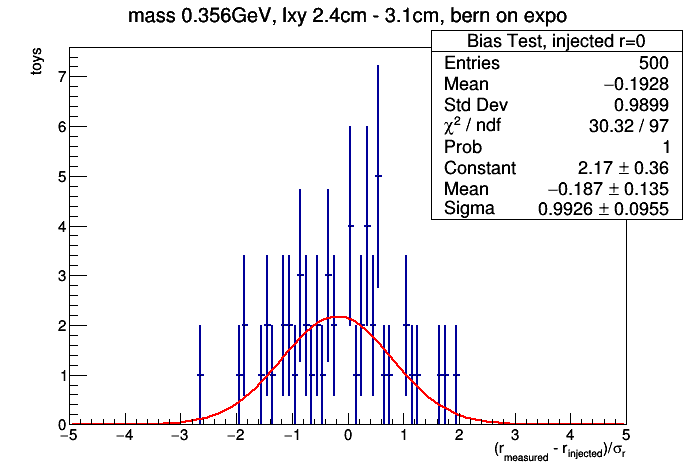 mass 0.356GeV, lxy 2.4cm - 3.1cm, bern on expo
Bias Test, injected r=0
Entries 500
Mean −0.1928
Std Dev 0.9899
χ² / ndf 30.32 / 97
Prob 1
Constant 2.17 ± 0.36
Mean −0.187 ± 0.135
Sigma 0.9926 ± 0.0955
toys
7
6
5
4
3
2
1
0
−5 −4 −3 −2 −1 0 1 2 3 4 5
(r_measured - r_injected)/σ_r